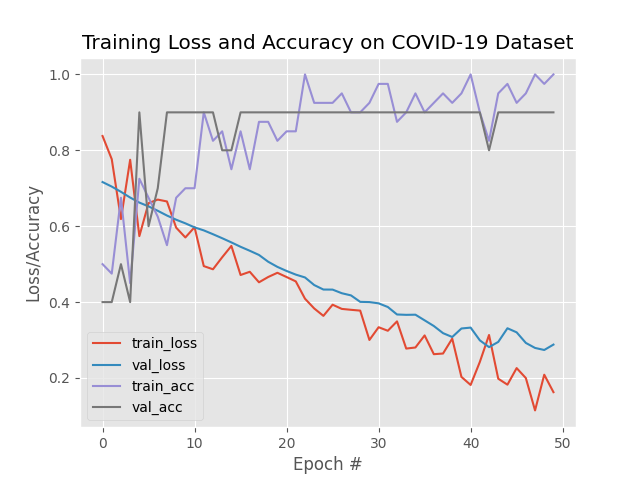 Training Loss and Accuracy on COVID-19 Dataset
1.0
0.8
0.6
0.4
0.2
Loss/Accuracy
train_loss
val_loss
train_acc
val_acc
0 10 20 30 40 50
Epoch #